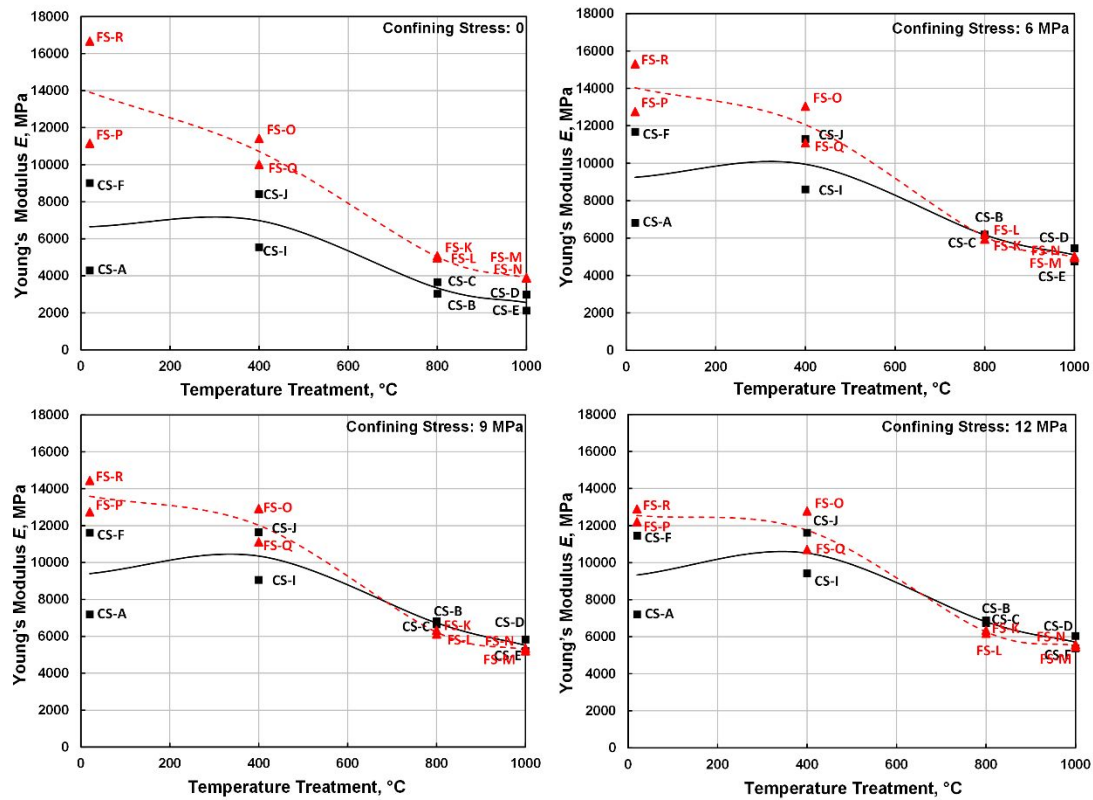 Confining Stress: 0
Young's Modulus E, MPa
18000
16000
14000
12000
10000
8000
6000
4000
2000
0
FS-R
FS-P
CS-F
CS-A
FS-O
FS-Q
CS-J
CS-I
FS-K
FS-L
CS-C
CS-B
FS-M
FS-N
CS-D
CS-E
0 200 400 600 800 1000
Temperature Treatment, °C
Confining Stress: 6 MPa
Young's Modulus E, MPa
18000
16000
14000
12000
10000
8000
6000
4000
2000
0
FS-R
FS-P
CS-F
CS-A
FS-O
CS-J
FS-Q
CS-I
CS-B
FS-L
CS-C
FS-K
CS-D
FS-N
FS-M
CS-E
0 200 400 600 800 1000
Temperature Treatment, °C
Confining Stress: 9 MPa
Young's Modulus E, MPa
18000
16000
14000
12000
10000
8000
6000
4000
2000
0
FS-R
FS-P
CS-F
CS-A
FS-O
CS-J
FS-Q
CS-I
CS-B
CS-C
FS-K
FS-L
CS-D
FS-N
CS-E
FS-M
0 200 400 600 800 1000
Temperature Treatment, °C
Confining Stress: 12 MPa
Young's Modulus E, MPa
18000
16000
14000
12000
10000
8000
6000
4000
2000
0
FS-R
FS-P
CS-F
CS-A
FS-O
CS-J
FS-Q
CS-I
CS-B
CS-C
FS-K
FS-L
CS-D
FS-N
CS-E
FS-M
0 200 400 600 800 1000
Temperature Treatment, °C